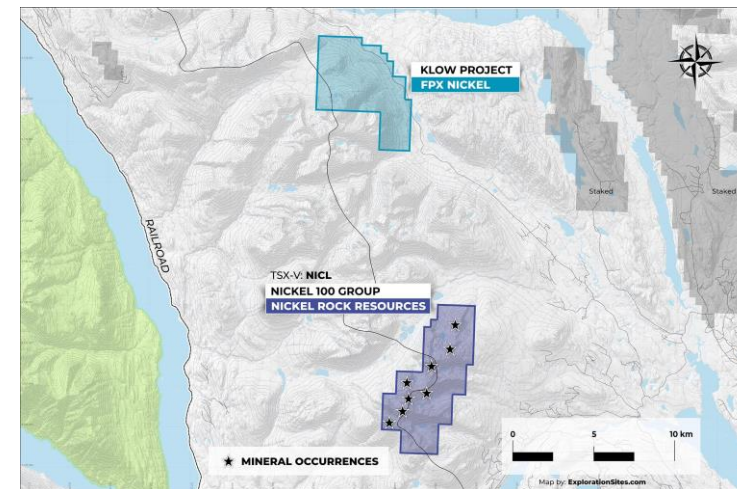 KLOW PROJECT
FPX NICKEL
Staked
Staked
RAILROAD
TSX-V: NICL
NICKEL 100 GROUP
NICKEL ROCK RESOURCES
MINERAL OCCURRENCES
0 5 10 km
Map by: ExplorationSites.com